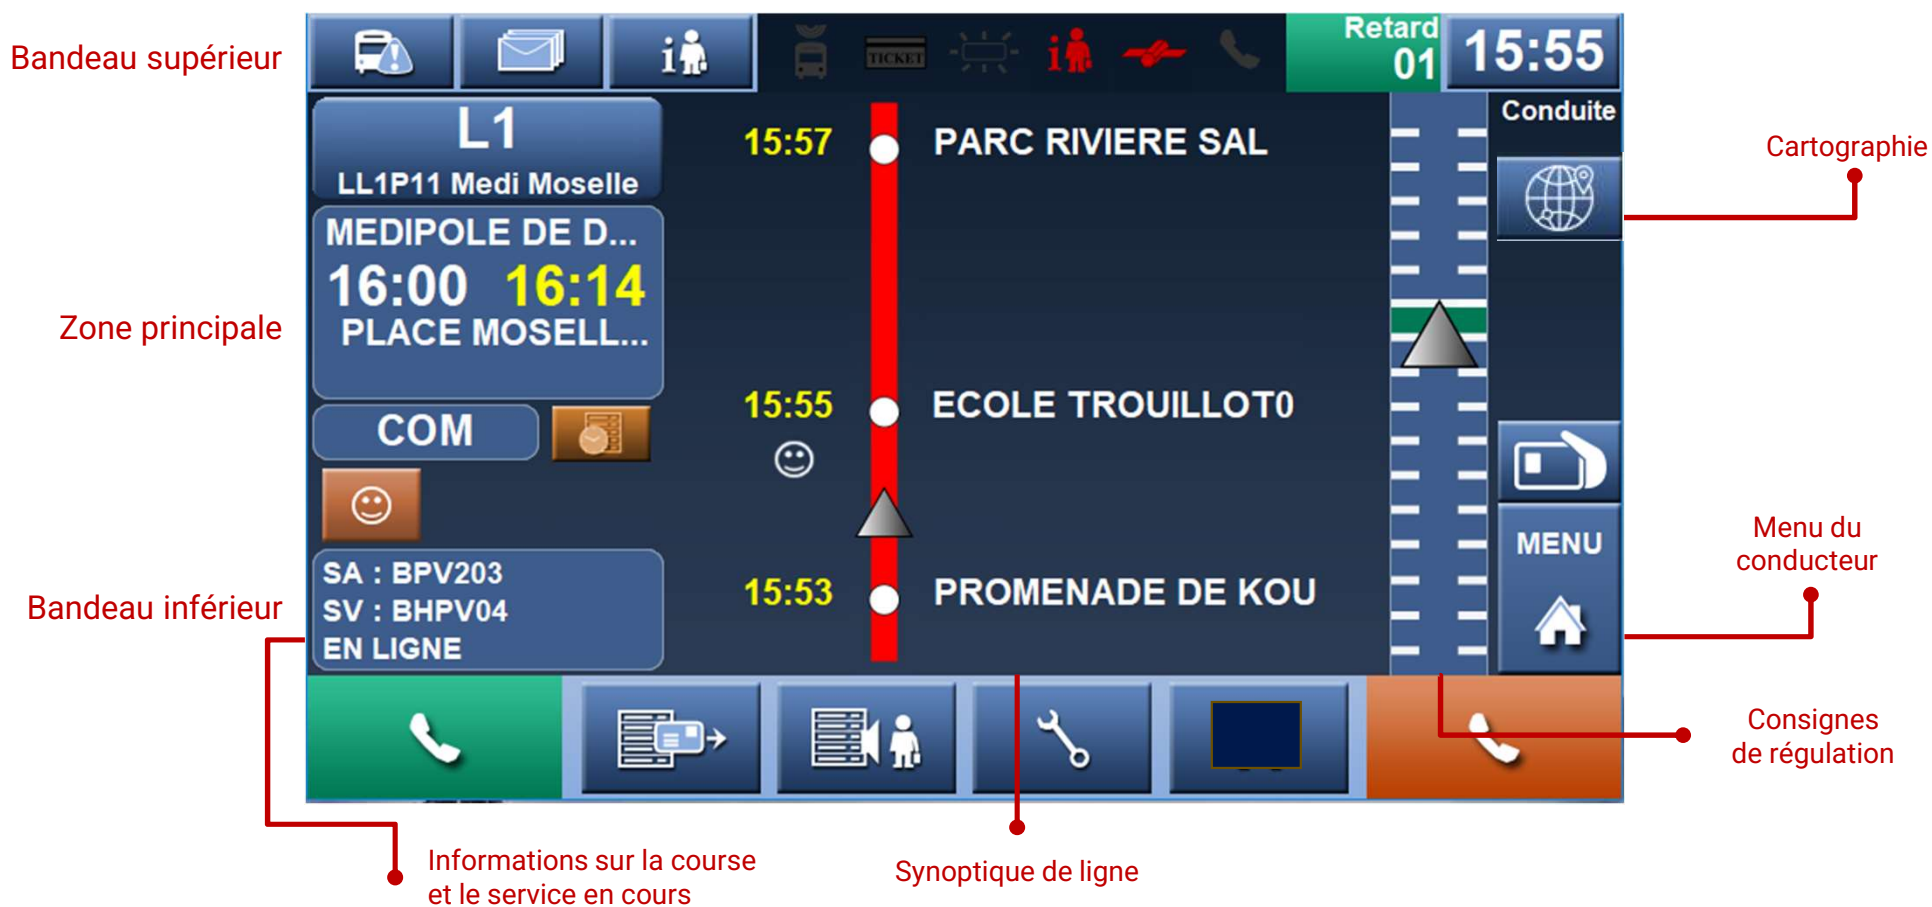 Bandeau supérieur
TICKET
Retard
01
15:55
L1
LL1P11 Medi Moselle
15:57
PARC RIVIERE SAL
Conduite
Cartographie
MEDIPOLE DE D...
16:00 16:14
PLACE MOSELL...
Zone principale
COM
15:55
ECOLE TROUILLOT0
SA : BPV203
SV : BHPV04
EN LIGNE
Bandeau inférieur
15:53
PROMENADE DE KOU
MENU
Menu du
conducteur
Consignes
de régulation
Informations sur la course
et le service en cours
Synoptique de ligne